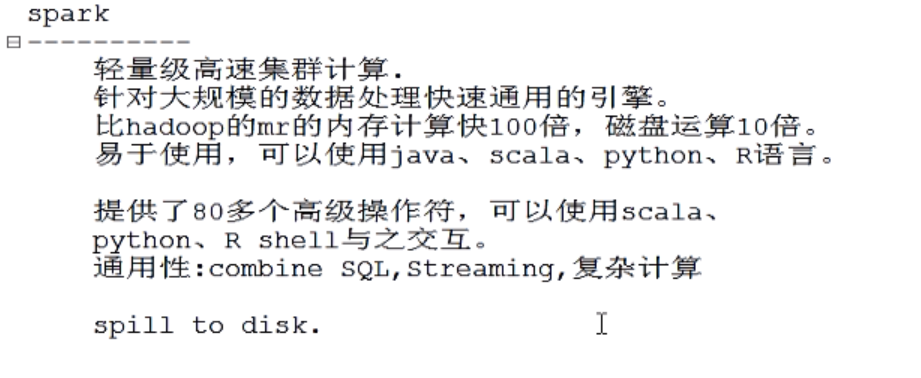 spark
----------
轻量级高速集群计算.
针对大规模的数据处理快速通用的引擎。
比hadoop的mr的内存计算快100倍，磁盘运算10倍。
易于使用，可以使用java、scala、python、R语言。
提供了80多个高级操作符，可以使用scala、
python、R shell与之交互。
通用性:combine SQL,Streaming,复杂计算
spill to disk.